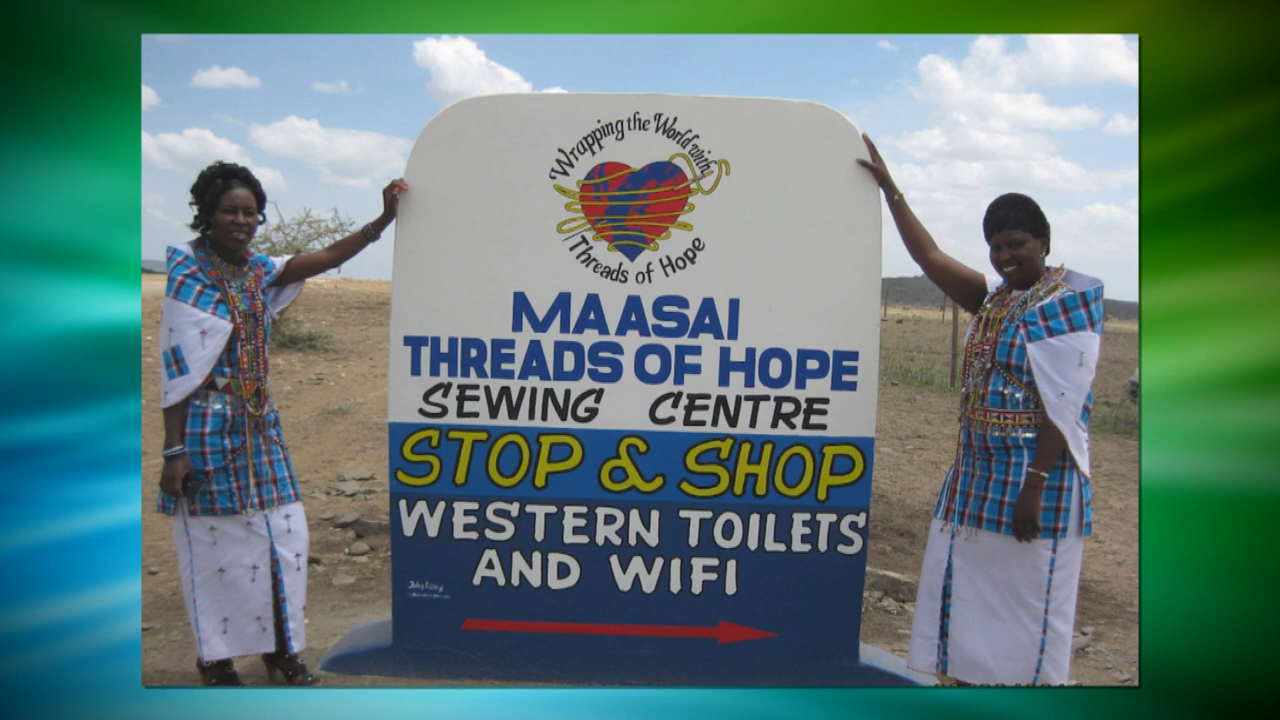 Wrapping the World with
Threads of Hope
MAASAI
THREADS OF HOPE
SEWING CENTRE
STOP & SHOP
WESTERN TOILETS
AND WIFI